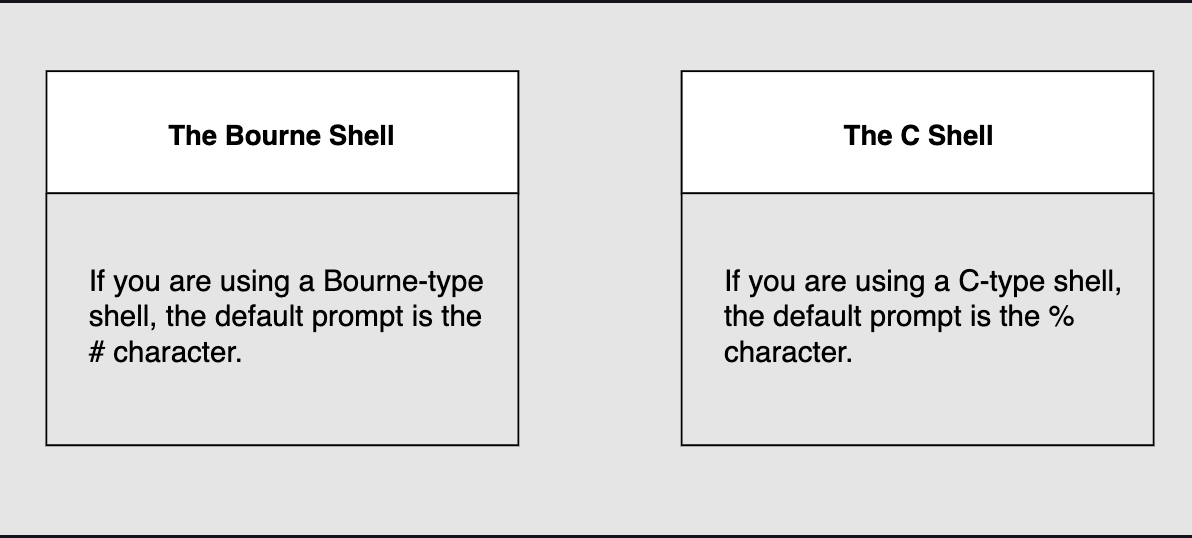 The Bourne Shell
If you are using a Bourne-type
shell, the default prompt is the
# character.
The C Shell
If you are using a C-type shell,
the default prompt is the %
character.